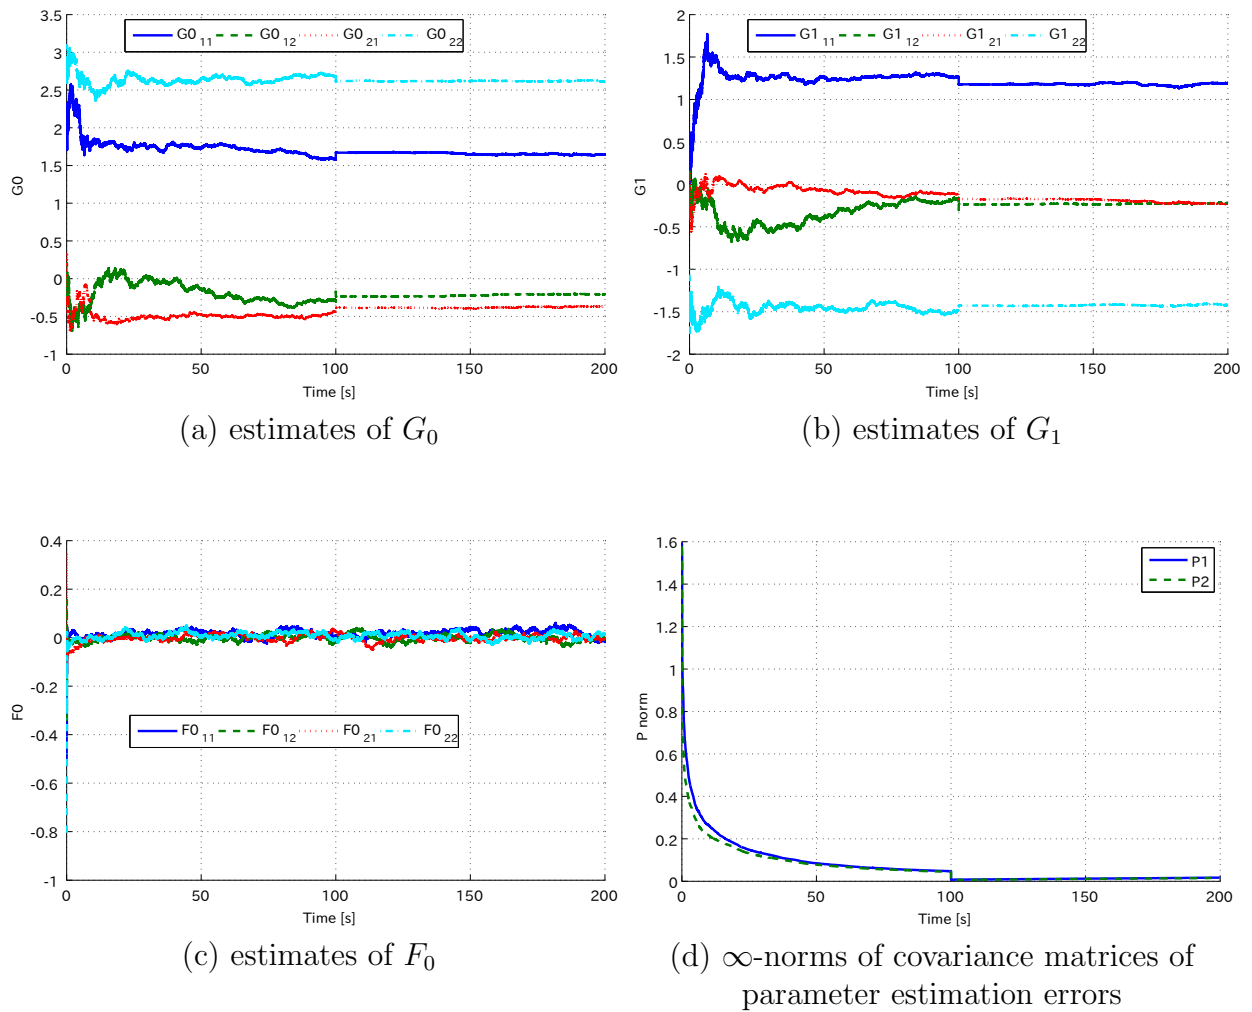 G0 11 G0 12 G0 21 G0 22
3.5
3
2.5
2
1.5
1
0.5
0
-0.5
-1
G0
0 50 100 150 200
Time [s]
(a) estimates of G0
G1 11 G1 12 G1 21 G1 22
2
1.5
1
0.5
0
-0.5
-1
-1.5
-2
G1
0 50 100 150 200
Time [s]
(b) estimates of G1
0.4
0.2
0
-0.2
-0.4
-0.6
-0.8
-1
F0
F0 11 F0 12 F0 21 F0 22
0 50 100 150 200
Time [s]
(c) estimates of F0
1.6
1.4
1.2
1
0.8
0.6
0.4
0.2
0
P norm
P1
P2
0 50 100 150 200
Time [s]
(d) ∞-norms of covariance matrices of
parameter estimation errors